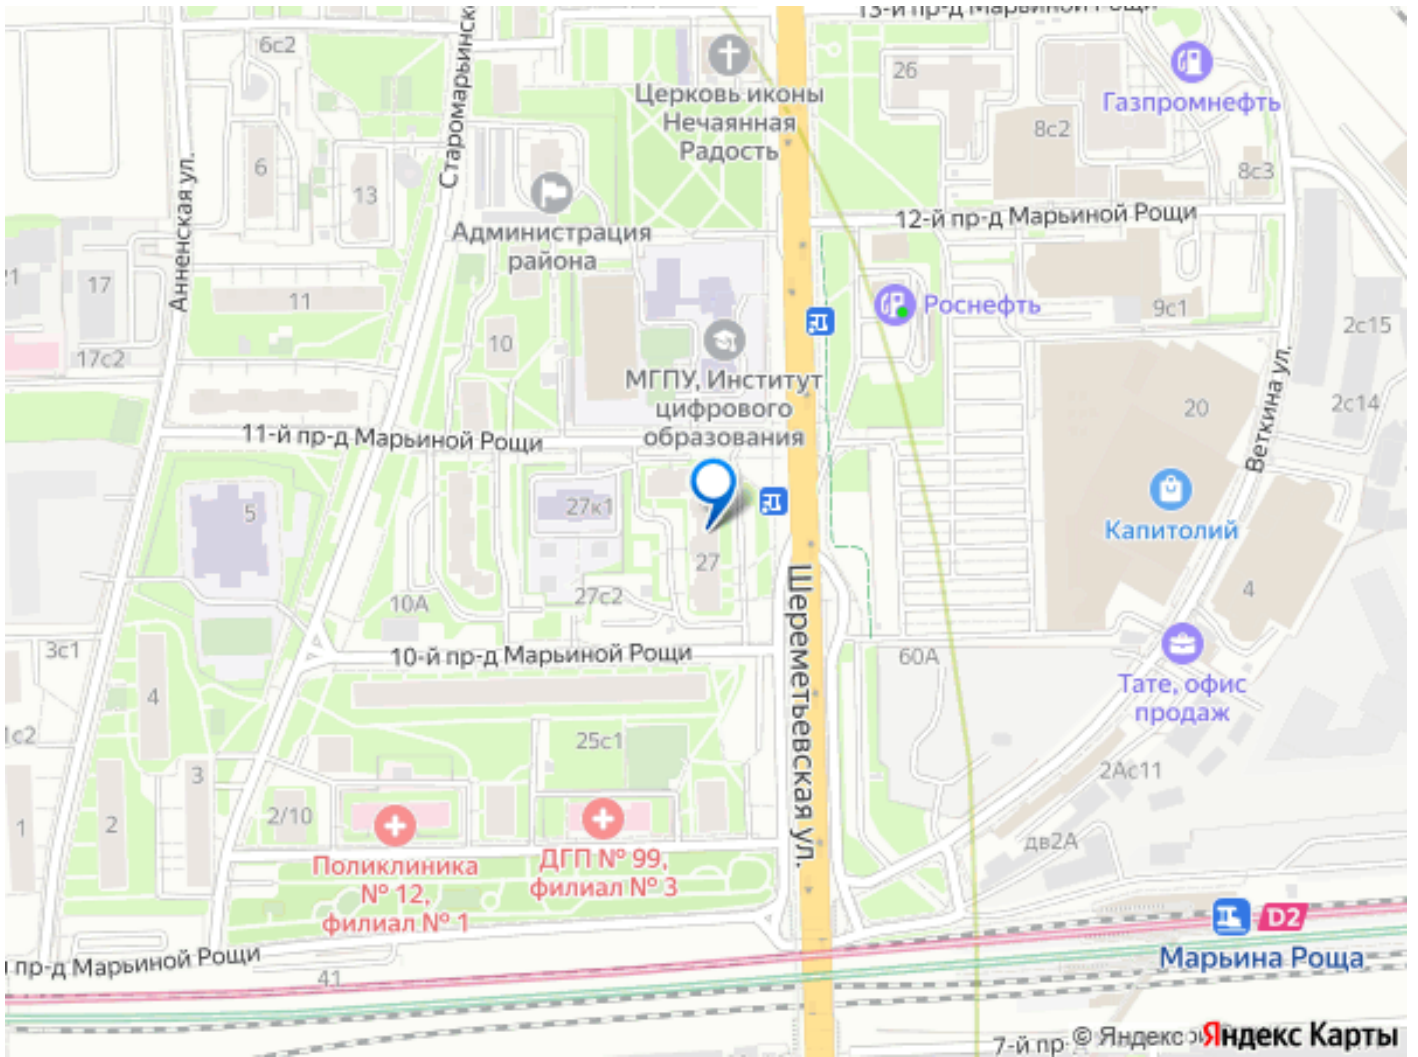 13-й пр-д Марьиной Рощи
6с2
Старомарьинск
26
Газпромнефть
Церковь иконы
Нечаянная
Радость
8с2
8с3
Анненская ул.
6
13
Администрация
района
12-й пр-д Марьиной Рощи
17
11
10
Роснефть
9с1
2с15
17с2
МГПУ, Институт
цифрового
образования
20
2с14
Веткина ул.
11-й пр-д Марьиной Рощи
5
27к1
Капитолий
27
10А
27с2
4
Шереметьевская ул.
3с1
10-й пр-д Марьиной Рощи
60А
Тате, офис
продаж
4
1с2
25с1
3
2Ас11
1
2
2/10
дв2А
Поликлиника
№ 12,
филиал № 1
ДГП № 99,
филиал № 3
D2
Марьина Роща
пр-д Марьиной Рощи
41
7-й пр-д
© Яндекс
Яндекс Карты